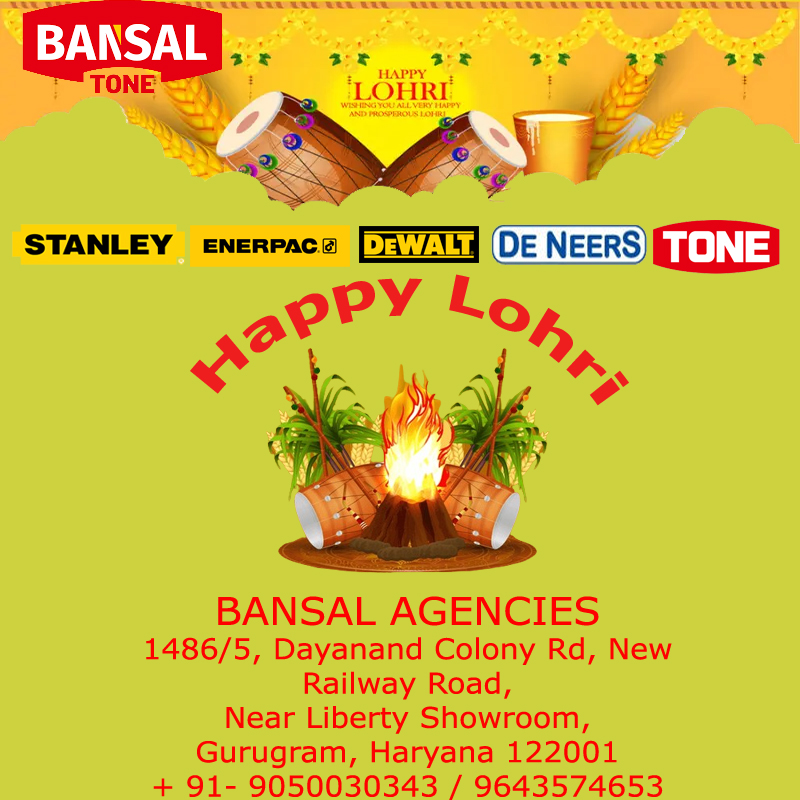 BANSAL
TONE
HAPPY
LOHRI
WISHING YOU ALL VERY HAPPY
AND PROSPEROUS LOHRI
STANLEY ENERPAC DEWALT DE NEERS TONE
Happy Lohri
BANSAL AGENCIES
1486/5, Dayanand Colony Rd, New
Railway Road,
Near Liberty Showroom,
Gurugram, Haryana 122001
+ 91- 9050030343 / 9643574653